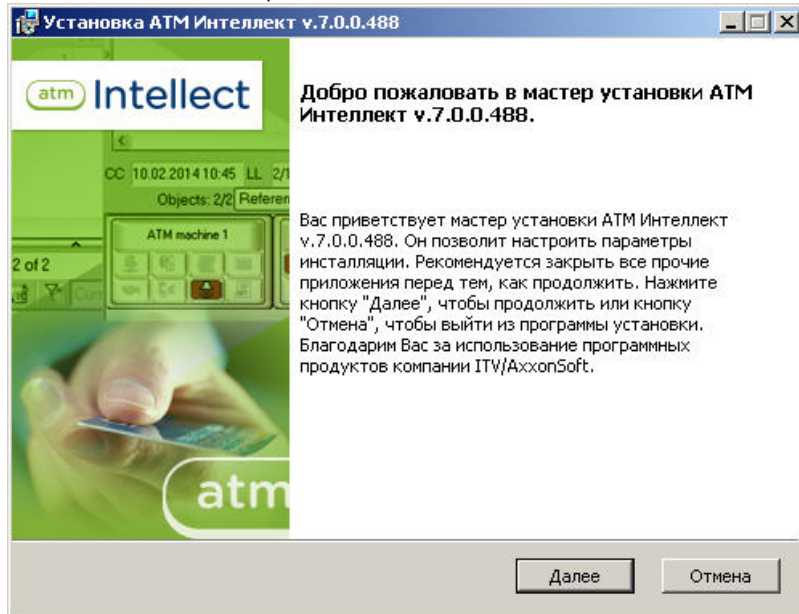 Установка АТМ Интеллект v.7.0.0.488
atm Intellect
Добро пожаловать в мастер установки АТМ
Интеллект v.7.0.0.488.
CC 10.02.2014 10:45 LL 2/1
Objects: 2/2 Referen
ATM machine 1
2 of 2
Вас приветствует мастер установки АТМ Интеллект
v.7.0.0.488. Он позволит настроить параметры
инсталляции. Рекомендуется закрыть все прочие
приложения перед тем, как продолжить. Нажмите
кнопку "Далее", чтобы продолжить или кнопку
"Отмена", чтобы выйти из программы установки.
Благодарим Вас за использование программных
продуктов компании ITV/AxxonSoft.
atm
Далее
Отмена